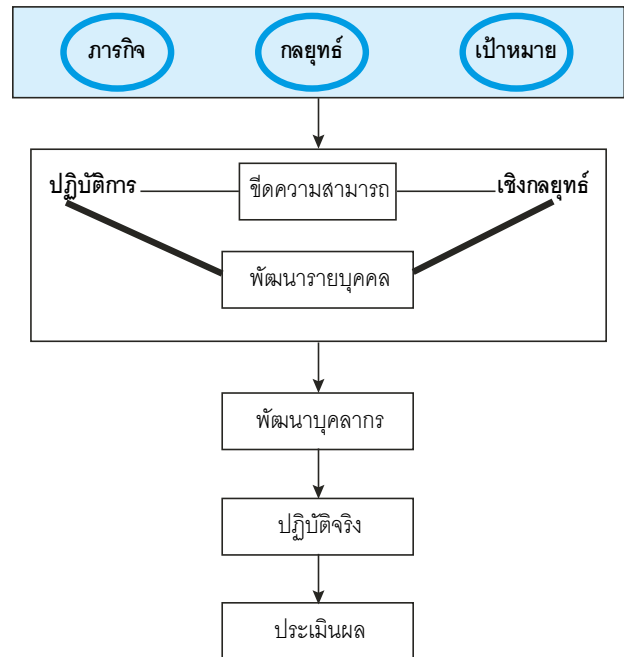 ภารกิจ กลยุทธ์ เป้าหมาย
ปฏิบัติการ ขีดความสามารถ เชิงกลยุทธ์
พัฒนารายบุคคล
พัฒนาบุคลากร
ปฏิบัติจริง
ประเมินผล